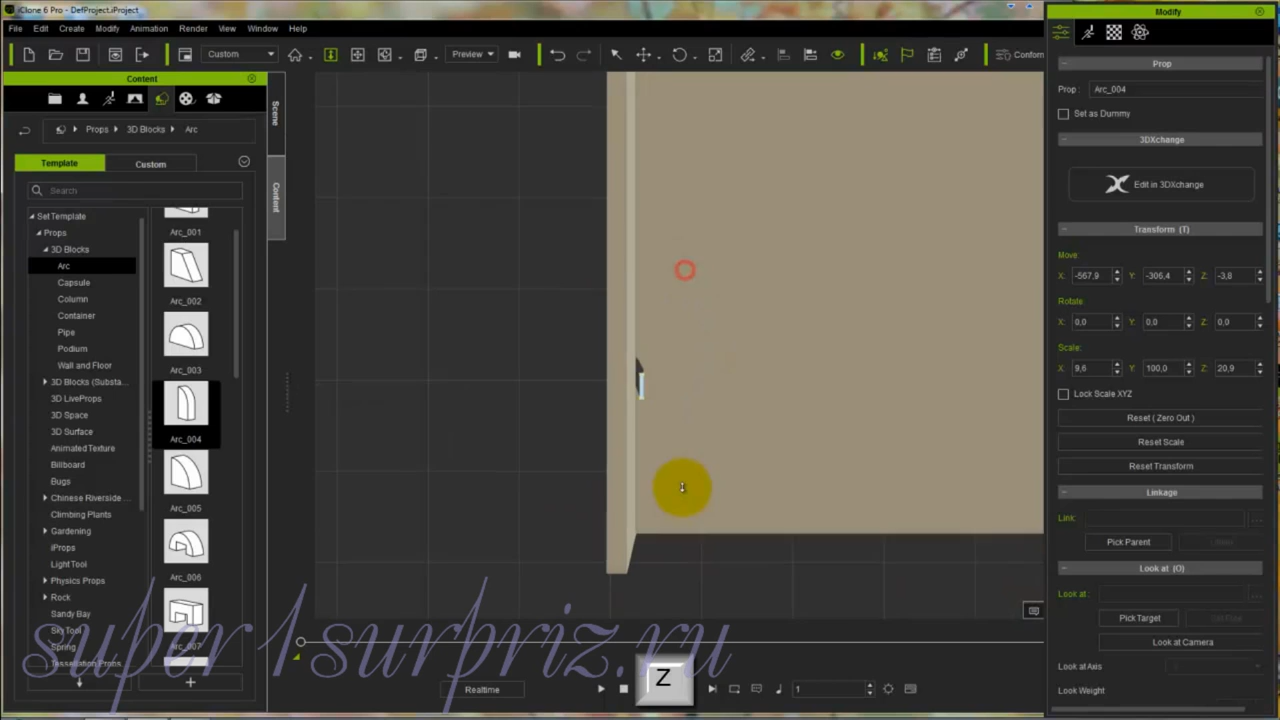 iClone 6 Pro - DefProject.iProject
File Edit Create Modify Animation Render View Window Help
Custom
Preview
Conform
Content
Props 3D Blocks Arc
Template Custom
Search
Set Template
Props
3D Blocks
Arc
Capsule
Column
Container
Pipe
Podium
Wall and Floor
3D Blocks (Substa...
3D LiveProps
3D Space
3D Surface
Animated Texture
Billboard
Bugs
Chinese Riverside ...
Climbing Plants
Gardening
iProps
Light Tool
Physics Props
Rock
Sandy Bay
Sky Tool
Spring
Tessellation Props
Arc_001
Arc_002
Arc_003
Arc_004
Arc_005
Arc_006
Arc_007
Scene
Content
Modify
Prop
Prop : Arc_004
Set as Dummy
3DXchange
Edit in 3DXchange
Transform (T)
Move:
X: -567,9 Y: -306,4 Z: -3,8
Rotate:
X: 0,0 Y: 0,0 Z: 0,0
Scale:
X: 9,6 Y: 100,0 Z: 20,9
Lock Scale XYZ
Reset ( Zero Out )
Reset Scale
Reset Transform
Linkage
Link:
Pick Parent
Look at (O)
Look at:
Pick Target
Look at Camera
Look at Axis
Look Weight
super1surpriz.ru
Z
Realtime
1